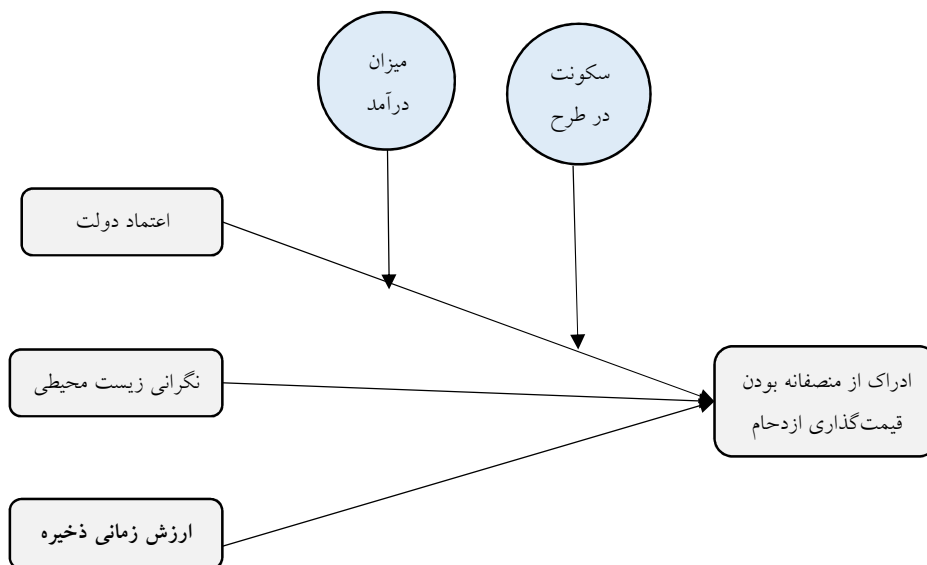 میزان
درآمد
سکونت
در طرح
اعتماد دولت
نگرانی زیست محیطی
ادراک از منصفانه بودن
قیمت‌گذاری ازدحام
ارزش زمانی ذخیره